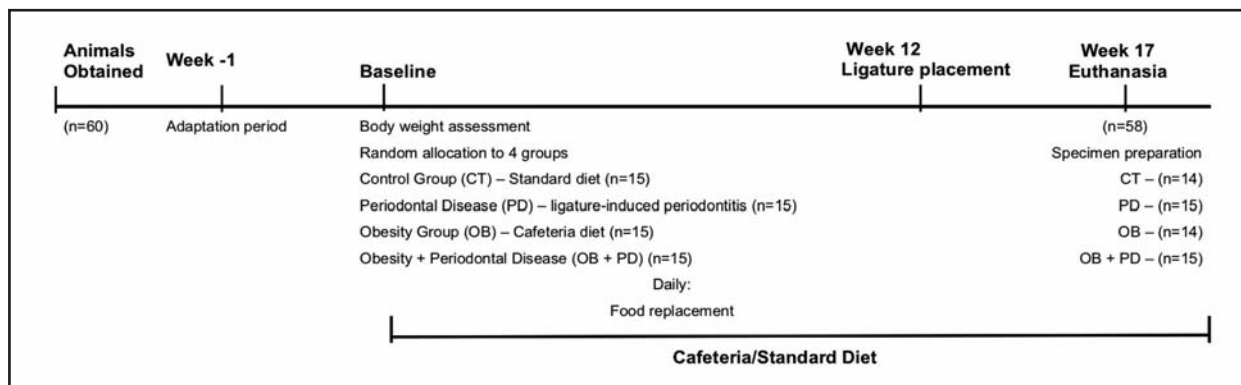 Animals
Obtained
Week -1
Baseline
Week 12
Ligature placement
Week 17
Euthanasia
(n=60)
Adaptation period
Body weight assessment
Random allocation to 4 groups
Control Group (CT) – Standard diet (n=15)
Periodontal Disease (PD) – ligature-induced periodontitis (n=15)
Obesity Group (OB) – Cafeteria diet (n=15)
Obesity + Periodontal Disease (OB + PD) (n=15)
Daily:
Food replacement
(n=58)
Specimen preparation
CT – (n=14)
PD – (n=15)
OB – (n=14)
OB + PD – (n=15)
Cafeteria/Standard Diet